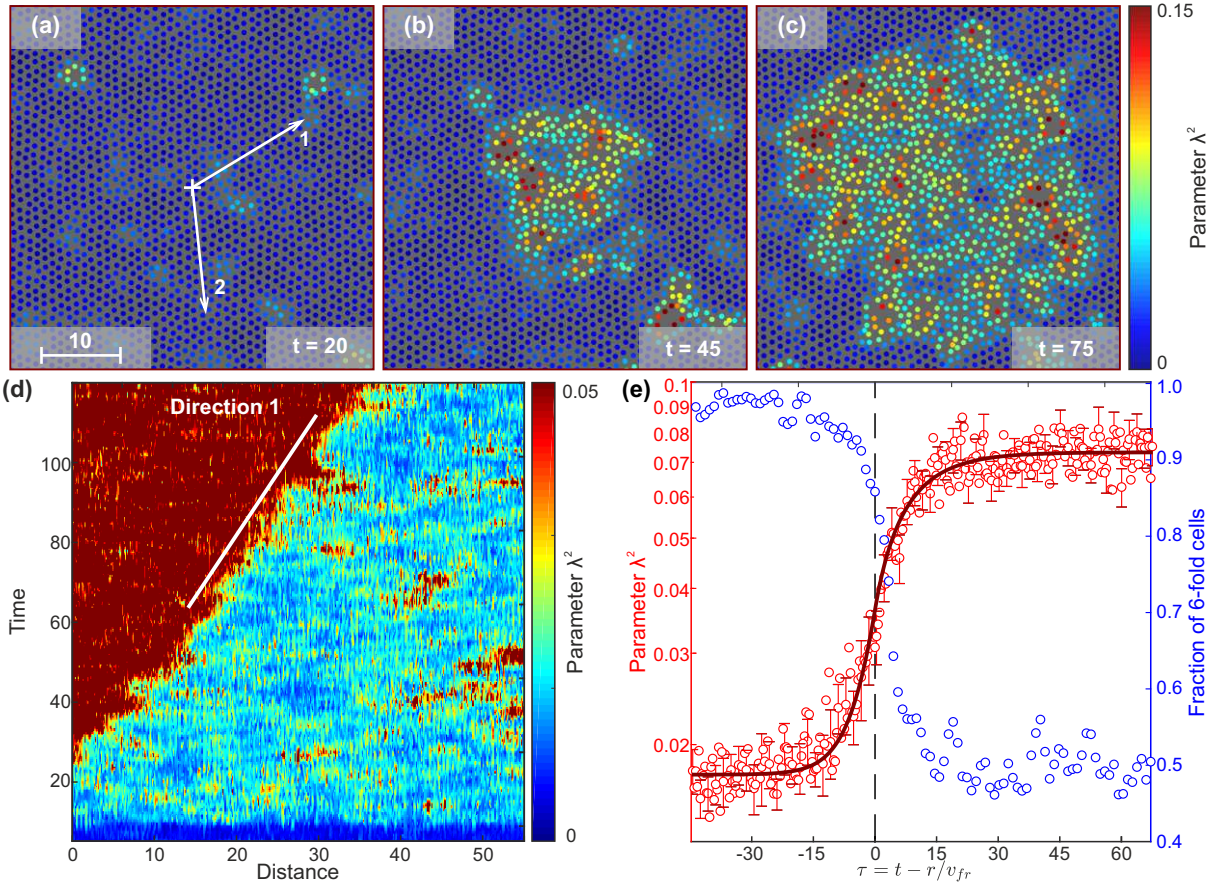 (a)
1
2
10
t = 20
(b)
t = 45
(c)
t = 75
0.15
Parameter λ²
0
(d)
Direction 1
100
80
60
40
20
Time
0
10
20
30
40
50
Distance
0.05
Parameter λ²
0
(e)
0.1
0.09
0.08
0.07
0.06
0.05
0.04
0.03
0.02
Parameter λ²
-30
-15
0
15
30
45
60
τ = t − r/v_fr
1.0
0.9
0.8
0.7
0.6
0.5
0.4
Fraction of 6-fold cells